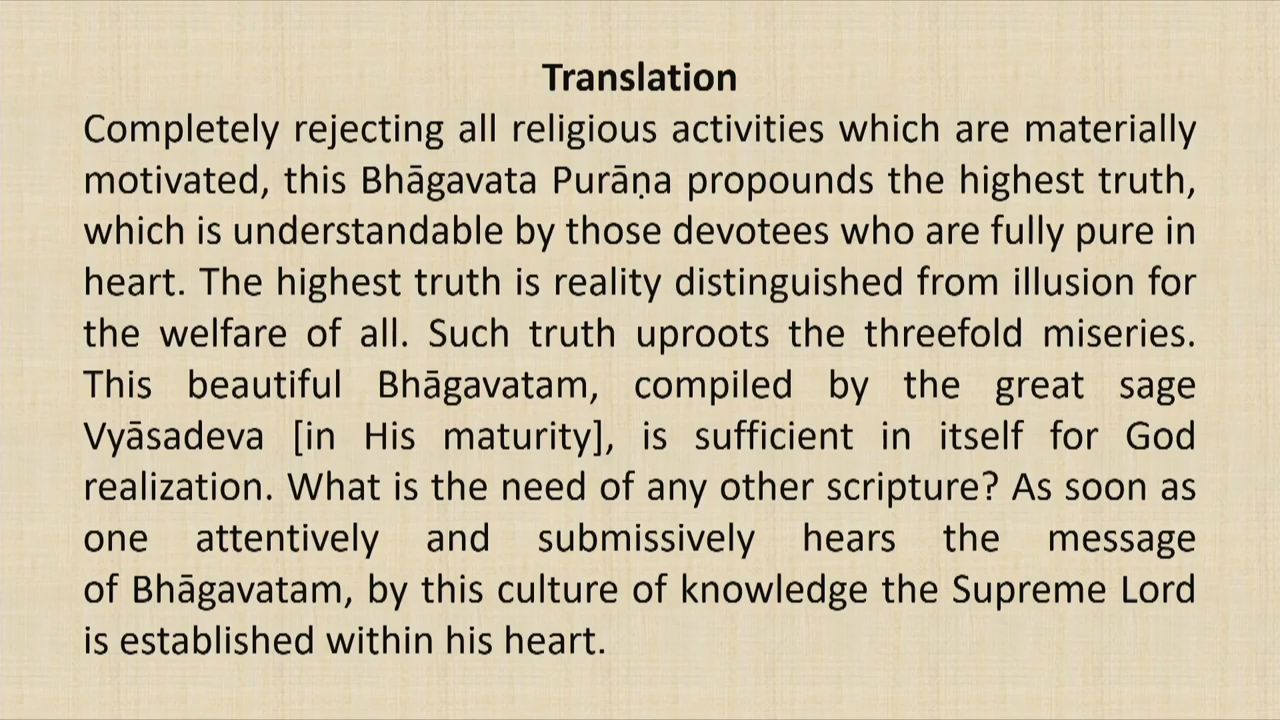 Translation
Completely rejecting all religious activities which are materially
motivated, this Bhāgavata Purāṇa propounds the highest truth,
which is understandable by those devotees who are fully pure in
heart. The highest truth is reality distinguished from illusion for
the welfare of all. Such truth uproots the threefold miseries.
This beautiful Bhāgavatam, compiled by the great sage
Vyāsadeva [in His maturity], is sufficient in itself for God
realization. What is the need of any other scripture? As soon as
one attentively and submissively hears the message
of Bhāgavatam, by this culture of knowledge the Supreme Lord
is established within his heart.